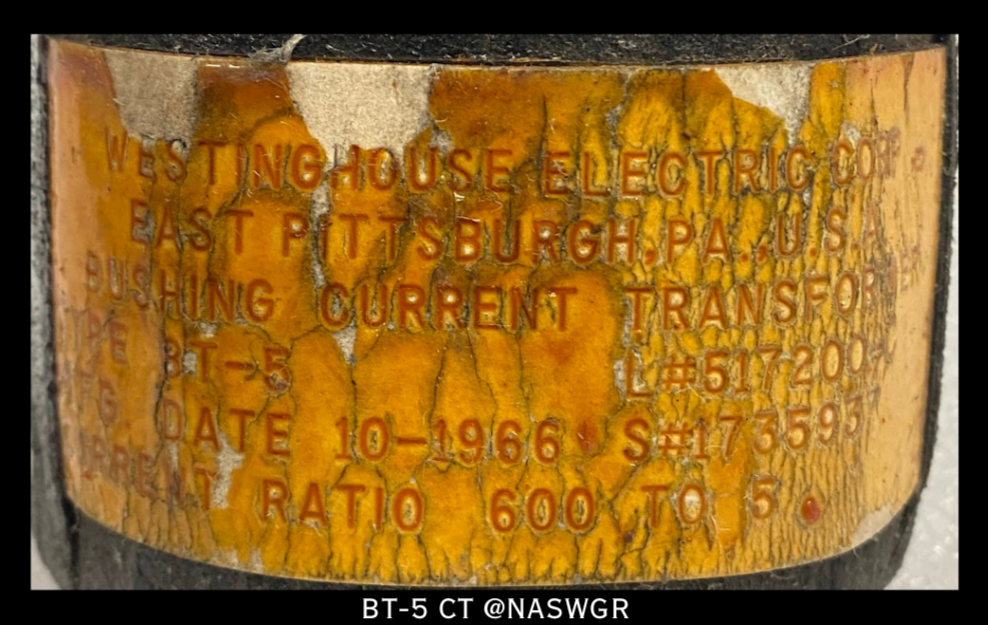 WESTINGHOUSE ELECTRIC CORP
EAST PITTSBURGH, PA., U.S.A
BUSHING CURRENT TRANSFORMER
TYPE BT-5 L#517200-
MFG DATE 10-1966 S#1735937
CURRENT RATIO 600 TO 5.
BT-5 CT @NASWGR